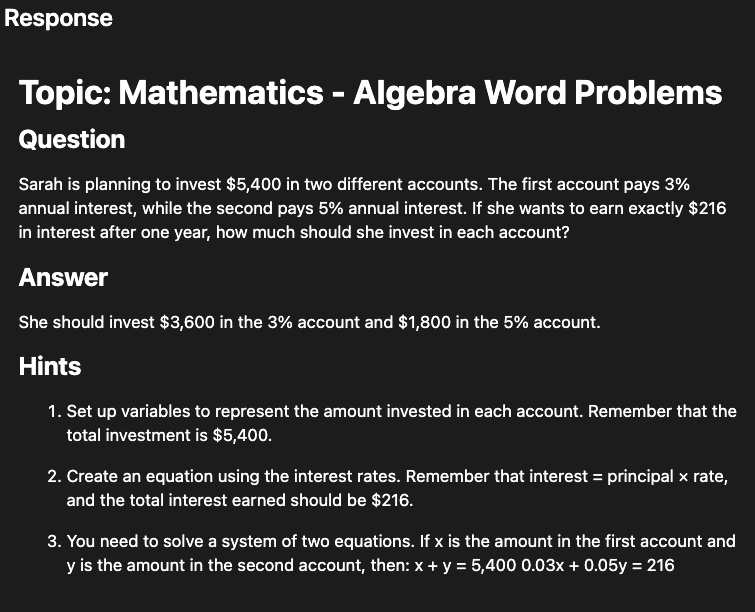 Response
Topic: Mathematics - Algebra Word Problems
Question
Sarah is planning to invest $5,400 in two different accounts. The first account pays 3%
annual interest, while the second pays 5% annual interest. If she wants to earn exactly $216
in interest after one year, how much should she invest in each account?
Answer
She should invest $3,600 in the 3% account and $1,800 in the 5% account.
Hints
1. Set up variables to represent the amount invested in each account. Remember that the
total investment is $5,400.
2. Create an equation using the interest rates. Remember that interest = principal × rate,
and the total interest earned should be $216.
3. You need to solve a system of two equations. If x is the amount in the first account and
y is the amount in the second account, then: x + y = 5,400 0.03x + 0.05y = 216